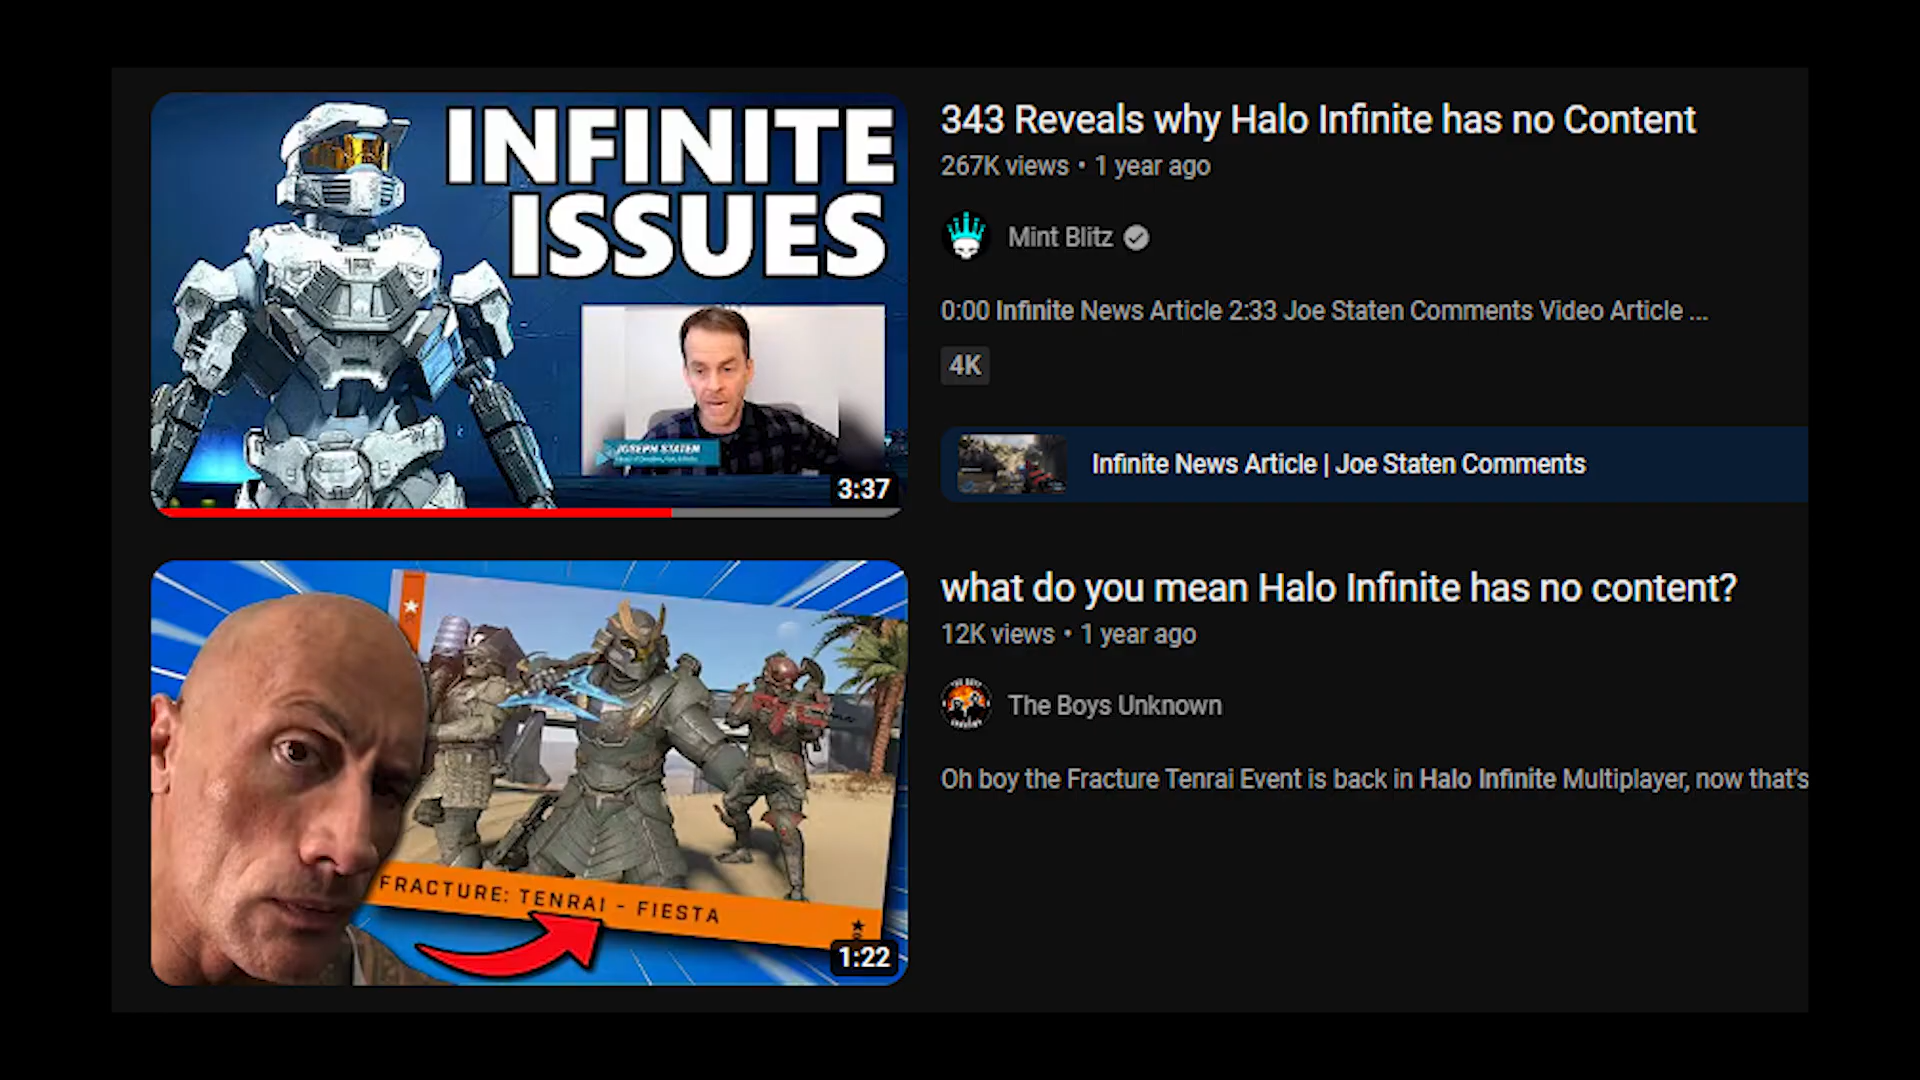 INFINITE
ISSUES
JOSEPH STATEN
3:37
343 Reveals why Halo Infinite has no Content
267K views • 1 year ago
Mint Blitz
0:00 Infinite News Article 2:33 Joe Staten Comments Video Article ...
4K
Infinite News Article | Joe Staten Comments
FRACTURE: TENRAI - FIESTA
1:22
what do you mean Halo Infinite has no content?
12K views • 1 year ago
The Boys Unknown
Oh boy the Fracture Tenrai Event is back in Halo Infinite Multiplayer, now that's